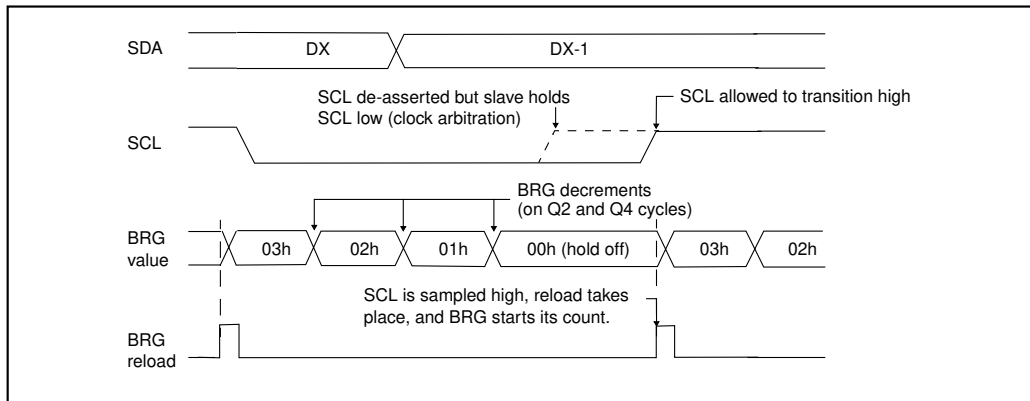 SDA
DX
DX-1
SCL de-asserted but slave holds
SCL low (clock arbitration)
SCL allowed to transition high
SCL
BRG decrements
(on Q2 and Q4 cycles)
BRG
value
03h
02h
01h
00h (hold off)
03h
02h
SCL is sampled high, reload takes
place, and BRG starts its count.
BRG
reload